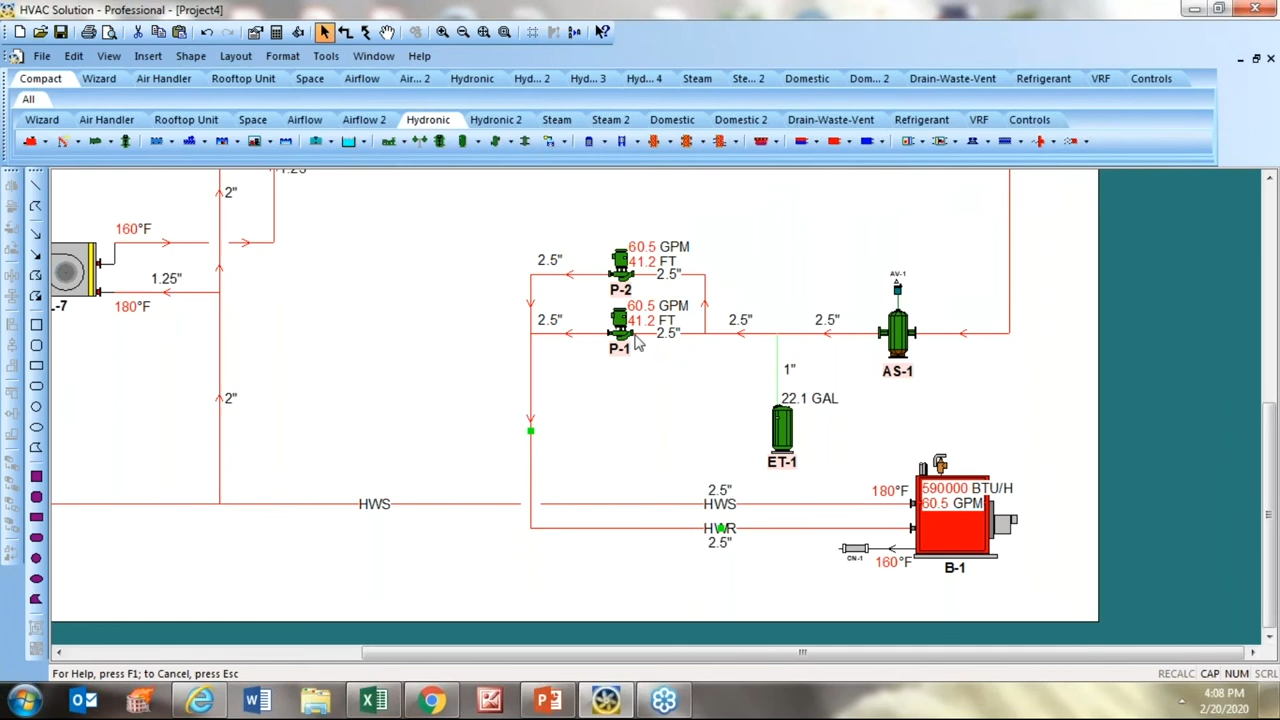 HVAC Solution - Professional - [Project4]
File Edit View Insert Shape Layout Format Tools Window Help
Compact Wizard Air Handler Rooftop Unit Space Airflow Air... 2 Hydronic Hyd... 2 Hyd... 3 Hyd... 4 Steam Ste... 2 Domestic Dom... 2 Drain-Waste-Vent Refrigerant VRF Controls
All
Wizard Air Handler Rooftop Unit Space Airflow Airflow 2 Hydronic Hydronic 2 Steam Steam 2 Domestic Domestic 2 Drain-Waste-Vent Refrigerant VRF Controls
1.25"
2"
160°F
1.25"
180°F
-7
2"
60.5 GPM
2.5" 41.2 FT
2.5"
P-2
60.5 GPM
2.5" 41.2 FT 2.5" 2.5"
2.5"
P-1
AV-1
AS-1
1"
22.1 GAL
ET-1
2.5"
HWS HWS
HWR
2.5"
180°F
590000 BTU/H
60.5 GPM
CN-1
160°F
B-1
For Help, press F1; to Cancel, press Esc
RECALC CAP NUM SCRL
4:08 PM
2/20/2020